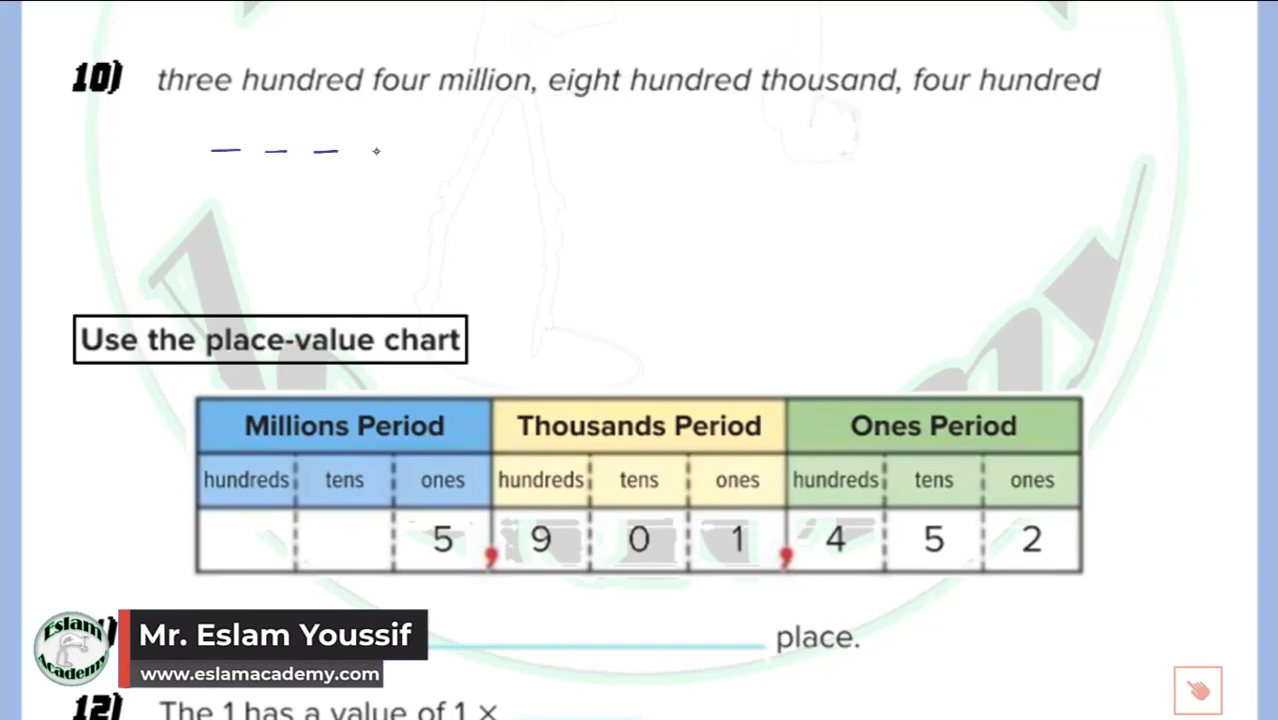 10) three hundred four million, eight hundred thousand, four hundred
Use the place-value chart
Millions Period Thousands Period Ones Period
hundreds tens ones hundreds tens ones hundreds tens ones
5 , 9 0 1 , 4 5 2
Eslam Academy
Mr. Eslam Youssif
www.eslamacademy.com
place.
12) The 1 has a value of 1 ×